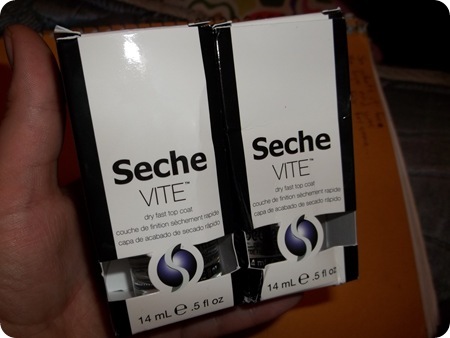 Seche
VITE™
dry fast top coat
couche de finition sèchement rapide
capa de acabado de secado rápido
14 mL ℮ .5 fl oz
Seche
VITE™
dry fast top coat
couche de finition sèchement rapide
capa de acabado de secado rápido
14 mL ℮ .5 fl oz